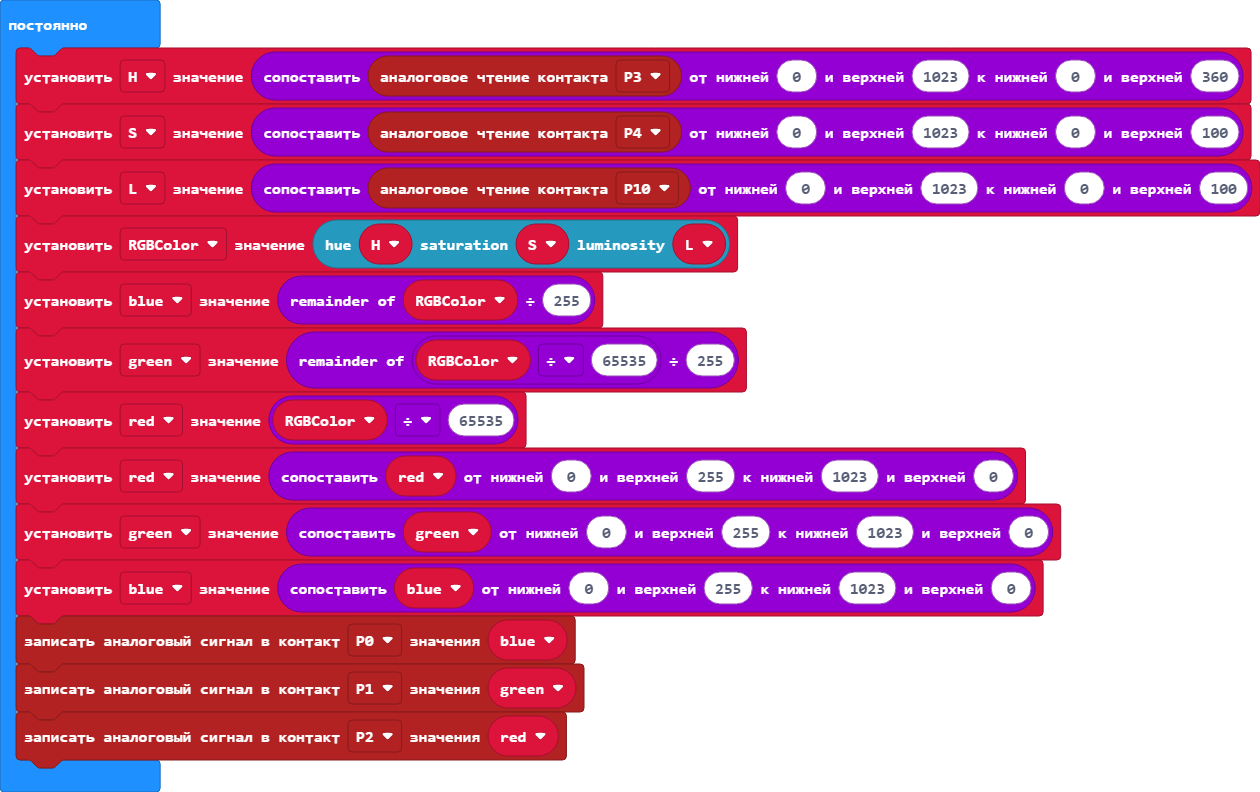 постоянно
установить H значение сопоставить аналоговое чтение контакта P3 от нижней 0 и верхней 1023 к нижней 0 и верхней 360
установить S значение сопоставить аналоговое чтение контакта P4 от нижней 0 и верхней 1023 к нижней 0 и верхней 100
установить L значение сопоставить аналоговое чтение контакта P10 от нижней 0 и верхней 1023 к нижней 0 и верхней 100
установить RGBColor значение hue H saturation S luminosity L
установить blue значение remainder of RGBColor ÷ 255
установить green значение remainder of RGBColor ÷ 65535 ÷ 255
установить red значение RGBColor ÷ 65535
установить red значение сопоставить red от нижней 0 и верхней 255 к нижней 1023 и верхней 0
установить green значение сопоставить green от нижней 0 и верхней 255 к нижней 1023 и верхней 0
установить blue значение сопоставить blue от нижней 0 и верхней 255 к нижней 1023 и верхней 0
записать аналоговый сигнал в контакт P0 значения blue
записать аналоговый сигнал в контакт P1 значения green
записать аналоговый сигнал в контакт P2 значения red